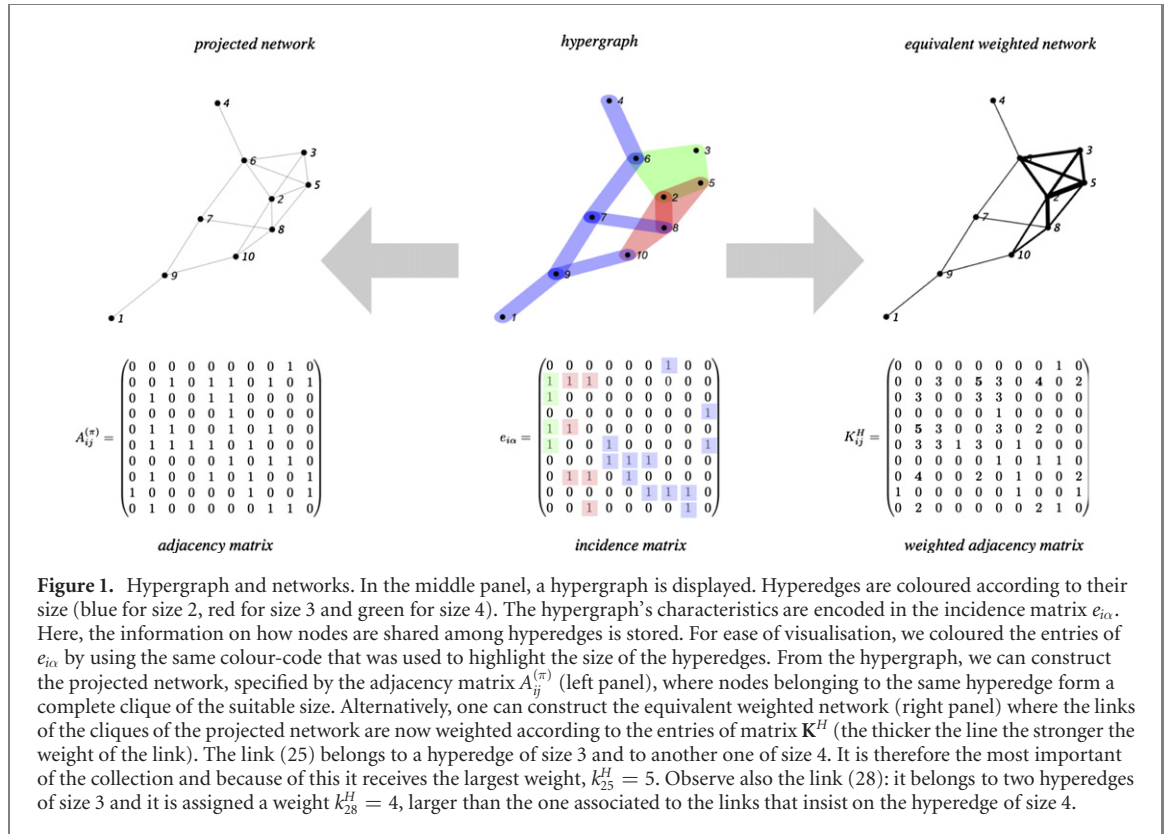 projected network
hypergraph
equivalent weighted network
4
6
3
5
2
7
8
10
9
1
4
6
3
5
2
7
8
10
9
1
4
3
5
2
7
8
10
9
1
A_{ij}^{(π)} =
0 0 0 0 0 0 0 0 1 0
0 0 1 0 1 1 0 1 0 1
0 1 0 0 1 1 0 0 0 0
0 0 0 0 0 1 0 0 0 0
0 1 1 0 0 1 0 1 0 0
0 1 1 1 1 0 1 0 0 0
0 0 0 0 0 1 0 1 1 0
0 1 0 0 1 0 1 0 0 1
1 0 0 0 0 0 1 0 0 1
0 1 0 0 0 0 0 1 1 0
adjacency matrix
e_{iα} =
0 0 0 0 0 0 1 0 0
1 1 1 0 0 0 0 0 0
1 0 0 0 0 0 0 0 0
0 0 0 0 0 0 0 0 1
1 1 0 0 0 0 0 0 0
1 0 0 1 0 0 0 0 1
0 0 0 1 1 1 0 0 0
0 1 1 0 1 0 0 0 0
0 0 0 0 0 1 1 1 0
0 0 1 0 0 0 0 1 0
incidence matrix
K_{ij}^{H} =
0 0 0 0 0 0 0 0 1 0
0 0 3 0 5 3 0 4 0 2
0 3 0 0 3 3 0 0 0 0
0 0 0 0 0 1 0 0 0 0
0 5 3 0 0 3 0 2 0 0
0 3 3 1 3 0 1 0 0 0
0 0 0 0 0 1 0 1 1 0
0 4 0 0 2 0 1 0 0 2
1 0 0 0 0 0 1 0 0 1
0 2 0 0 0 0 0 2 1 0
weighted adjacency matrix
Figure 1. Hypergraph and networks. In the middle panel, a hypergraph is displayed. Hyperedges are coloured according to their
size (blue for size 2, red for size 3 and green for size 4). The hypergraph's characteristics are encoded in the incidence matrix e_{iα}.
Here, the information on how nodes are shared among hyperedges is stored. For ease of visualisation, we coloured the entries of
e_{iα} by using the same colour-code that was used to highlight the size of the hyperedges. From the hypergraph, we can construct
the projected network, specified by the adjacency matrix A_{ij}^{(π)} (left panel), where nodes belonging to the same hyperedge form a
complete clique of the suitable size. Alternatively, one can construct the equivalent weighted network (right panel) where the links
of the cliques of the projected network are now weighted according to the entries of matrix K^{H} (the thicker the line the stronger the
weight of the link). The link (25) belongs to a hyperedge of size 3 and to another one of size 4. It is therefore the most important
of the collection and because of this it receives the largest weight, k_{25}^{H} = 5. Observe also the link (28): it belongs to two hyperedges
of size 3 and it is assigned a weight k_{28}^{H} = 4, larger than the one associated to the links that insist on the hyperedge of size 4.